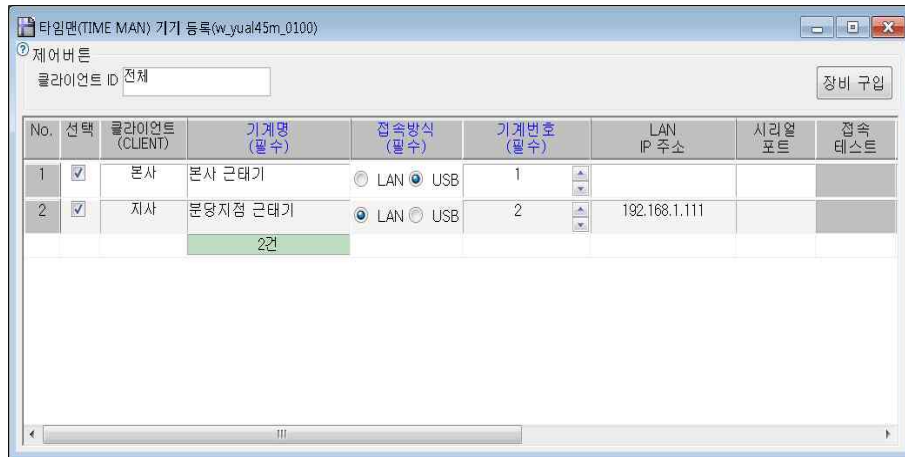 타임맨(TIME MAN) 기기 등록(w_yual45m_0100)
제어버튼
클라이언트 ID 전체
장비 구입
No. 선택 클라이언트 (CLIENT) 기계명 (필수) 접속방식 (필수) 기계번호 (필수) LAN IP 주소 시리얼 포트 접속 테스트
1 본사 본사 근태기 LAN USB 1
2 지사 분당지점 근태기 LAN USB 2 192.168.1.111
2건